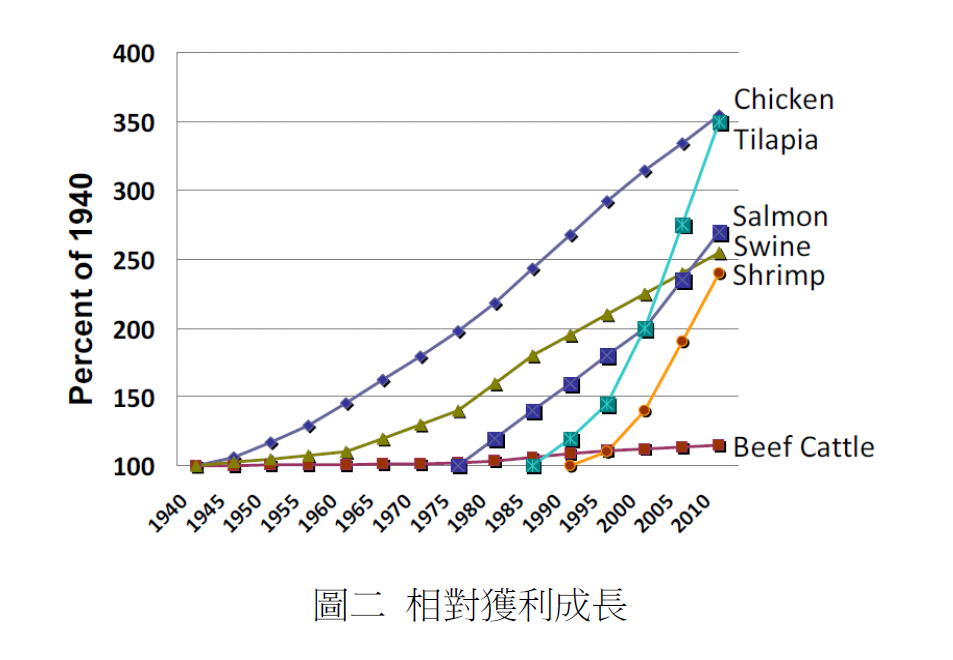 400
350
300
250
200
150
100
Percent of 1940
Chicken
Tilapia
Salmon
Swine
Shrimp
Beef Cattle
1940 1945 1950 1955 1960 1965 1970 1975 1980 1985 1990 1995 2000 2005 2010
圖二 相對獲利成長